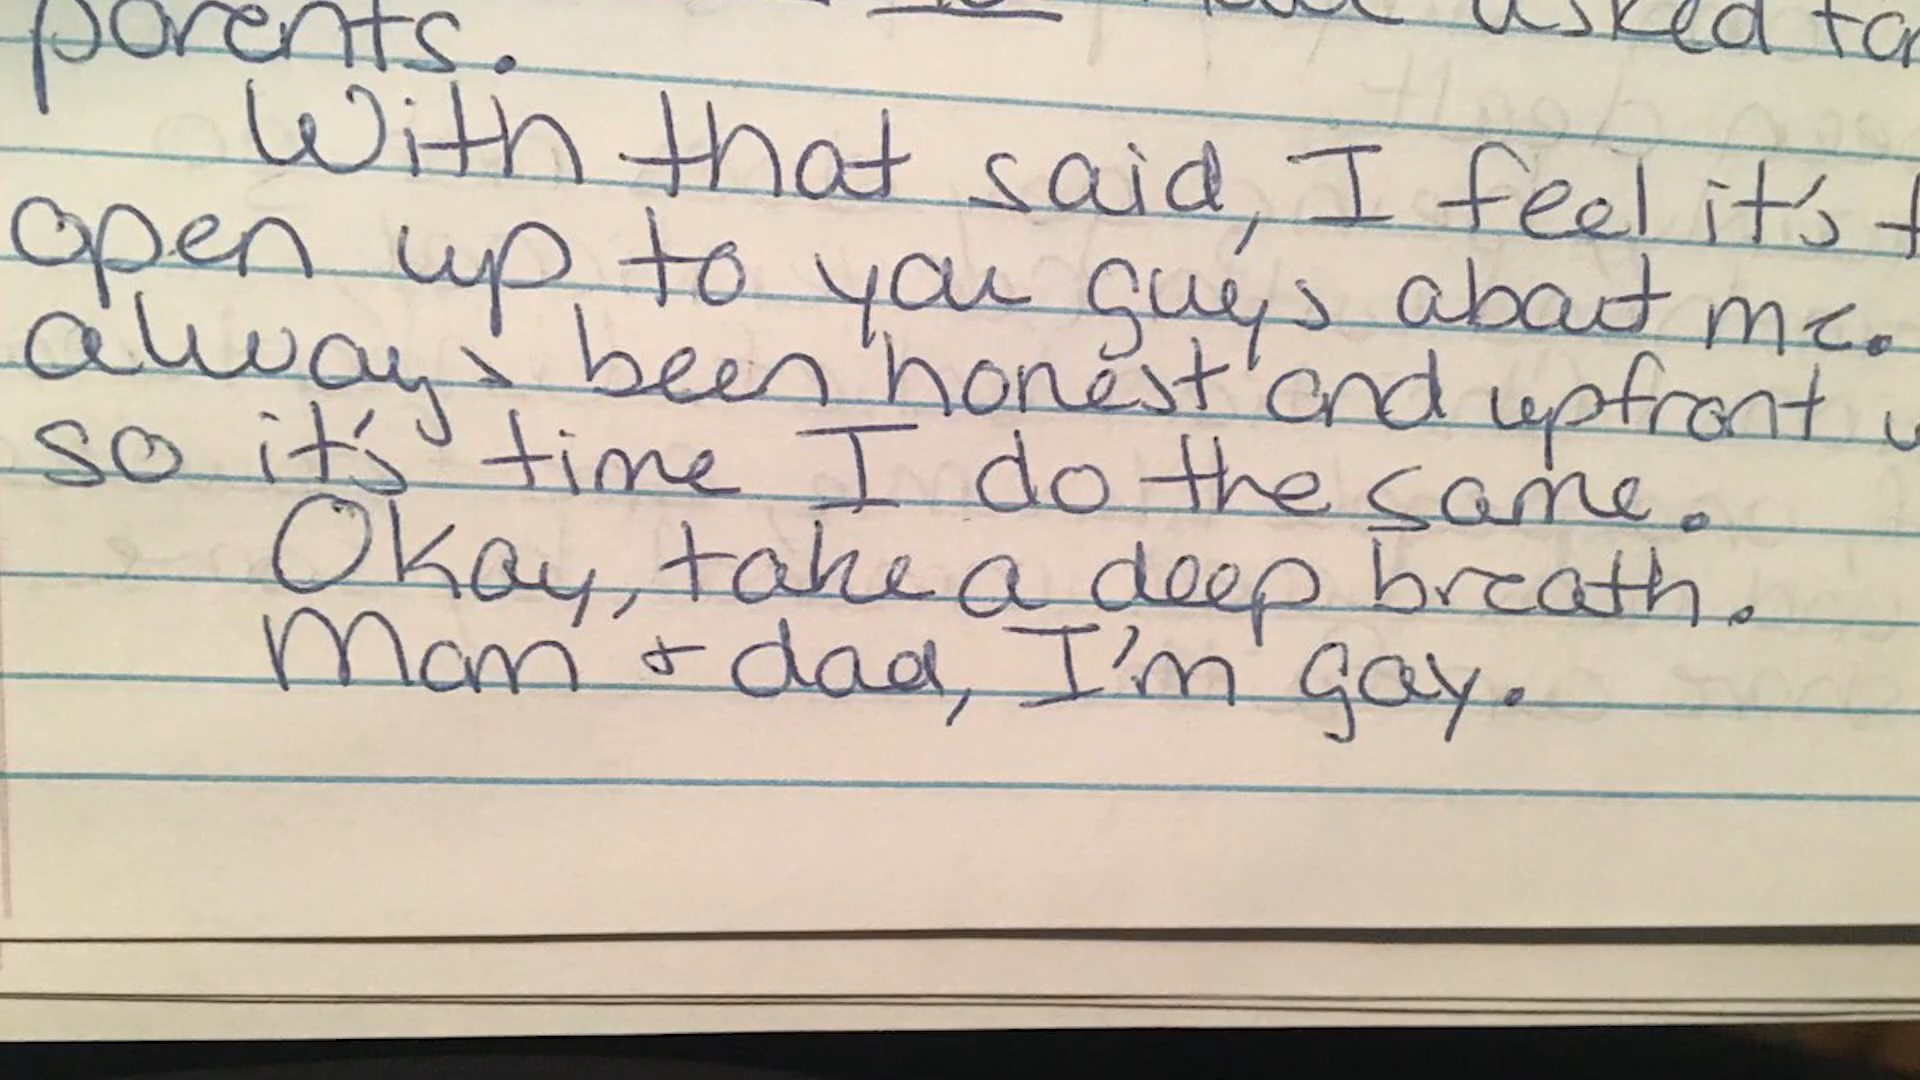 asked
parents.
With that said, I feel it's
open up to you guys about me.
always been honest and upfront
so it's time I do the same.
Okay, take a deep breath.
Mom + dad, I'm gay.